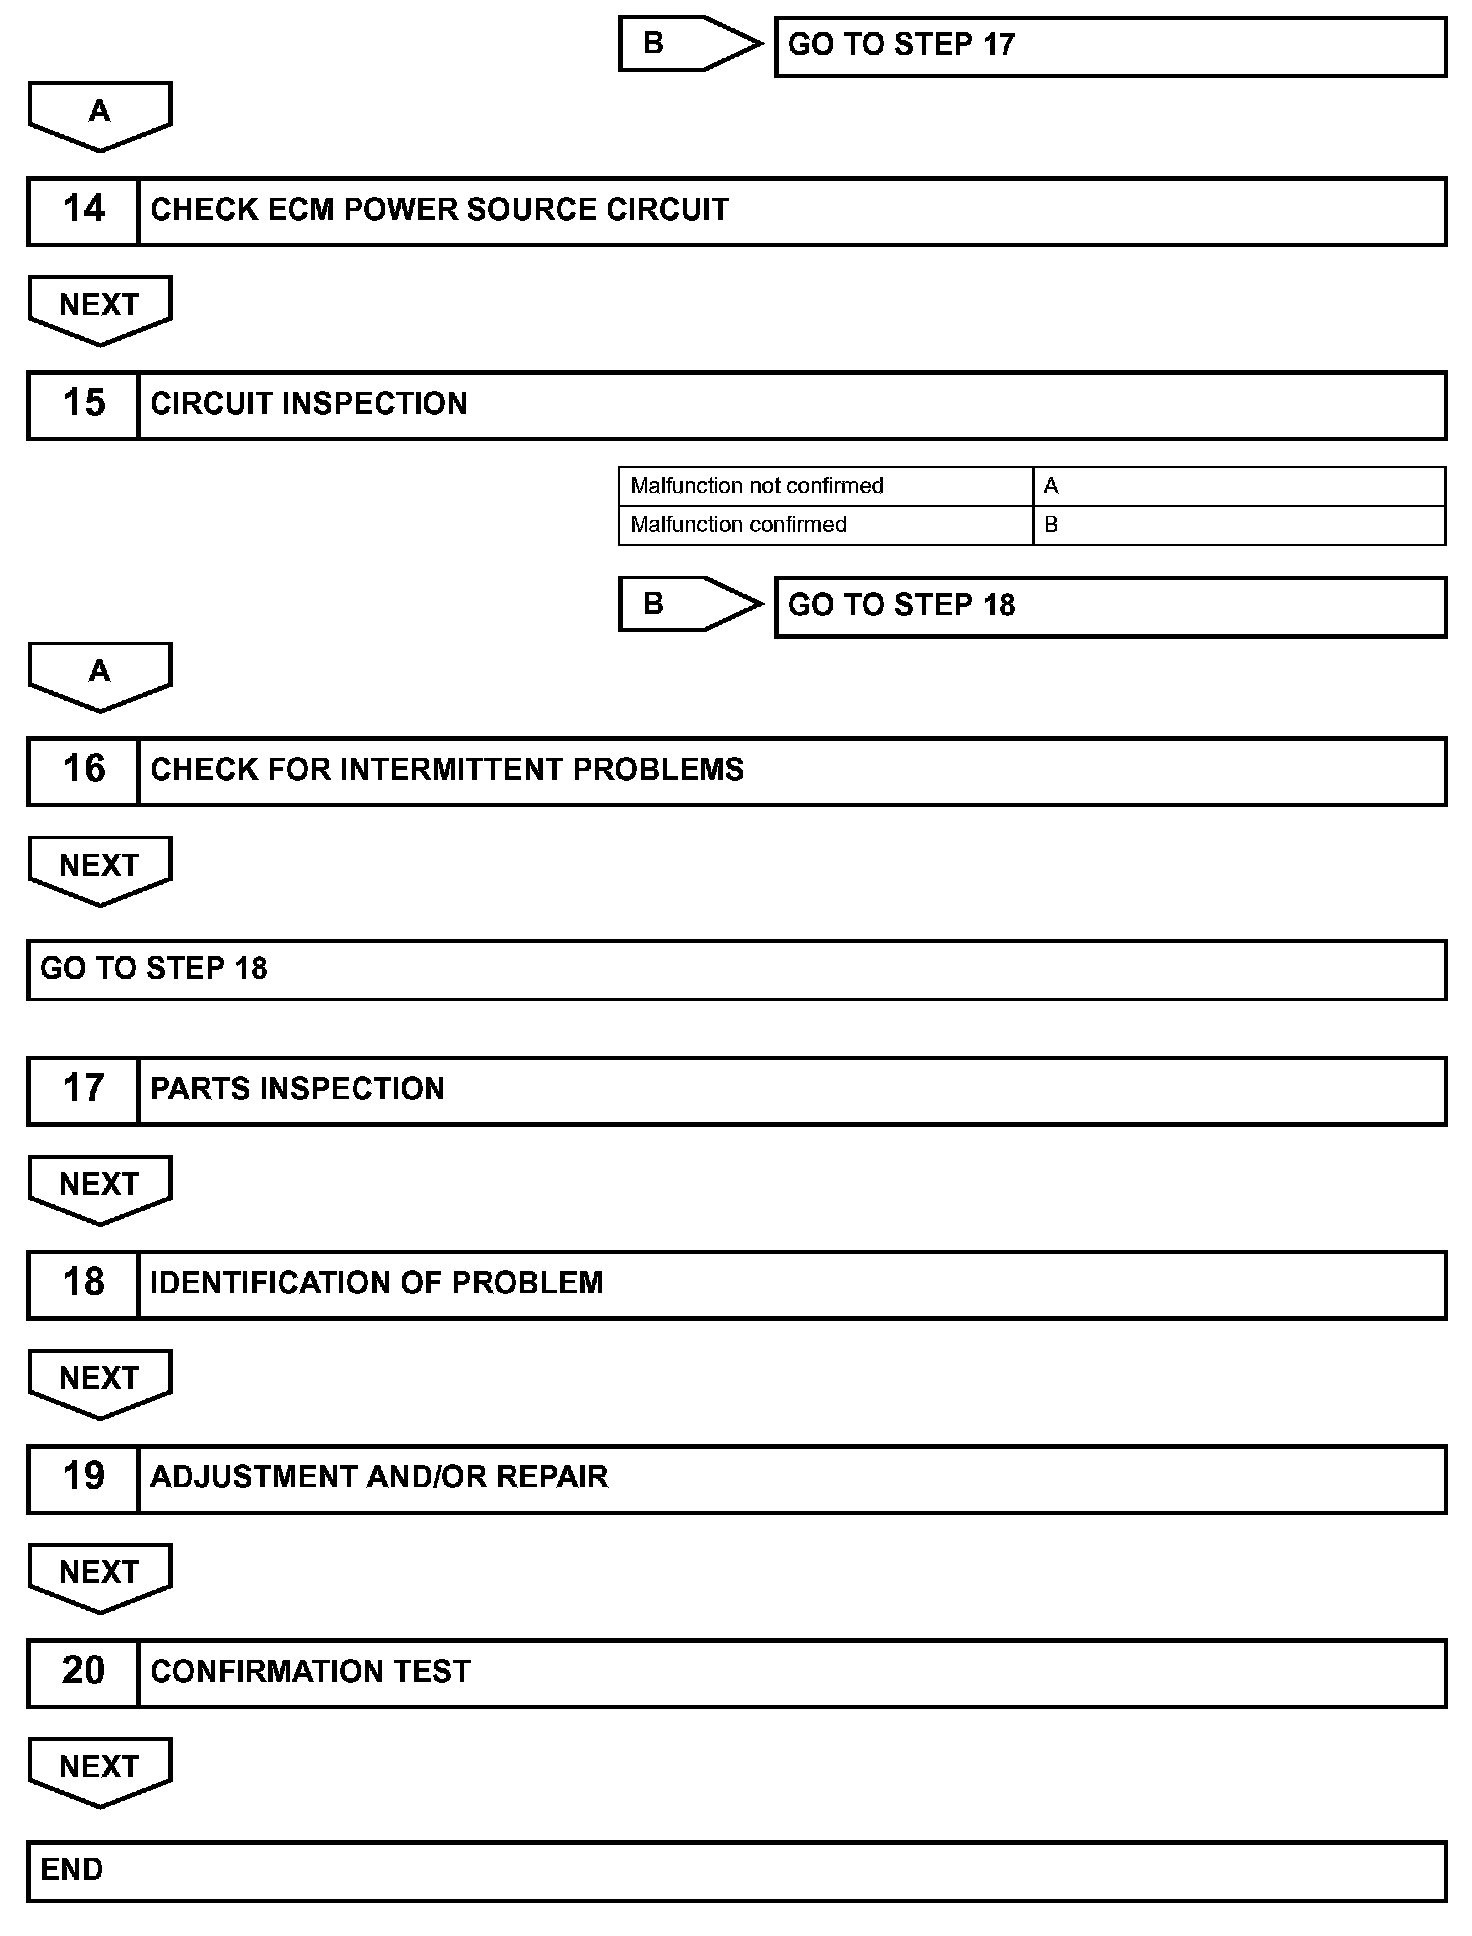 B GO TO STEP 17
A
14 CHECK ECM POWER SOURCE CIRCUIT
NEXT
15 CIRCUIT INSPECTION
Malfunction not confirmed A
Malfunction confirmed B
B GO TO STEP 18
A
16 CHECK FOR INTERMITTENT PROBLEMS
NEXT
GO TO STEP 18
17 PARTS INSPECTION
NEXT
18 IDENTIFICATION OF PROBLEM
NEXT
19 ADJUSTMENT AND/OR REPAIR
NEXT
20 CONFIRMATION TEST
NEXT
END